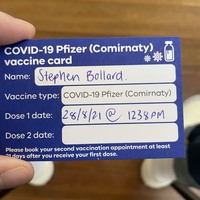 COVID-19 Pfizer (Comirnaty)
vaccine card
Name: Stephen Bollard.
Vaccine type: COVID-19 Pfizer (Comirnaty)
Dose 1 date: 28/8/21 @ 1238PM
Dose 2 date:
Please book your second vaccination appointment at least
21 days after you receive your first dose.